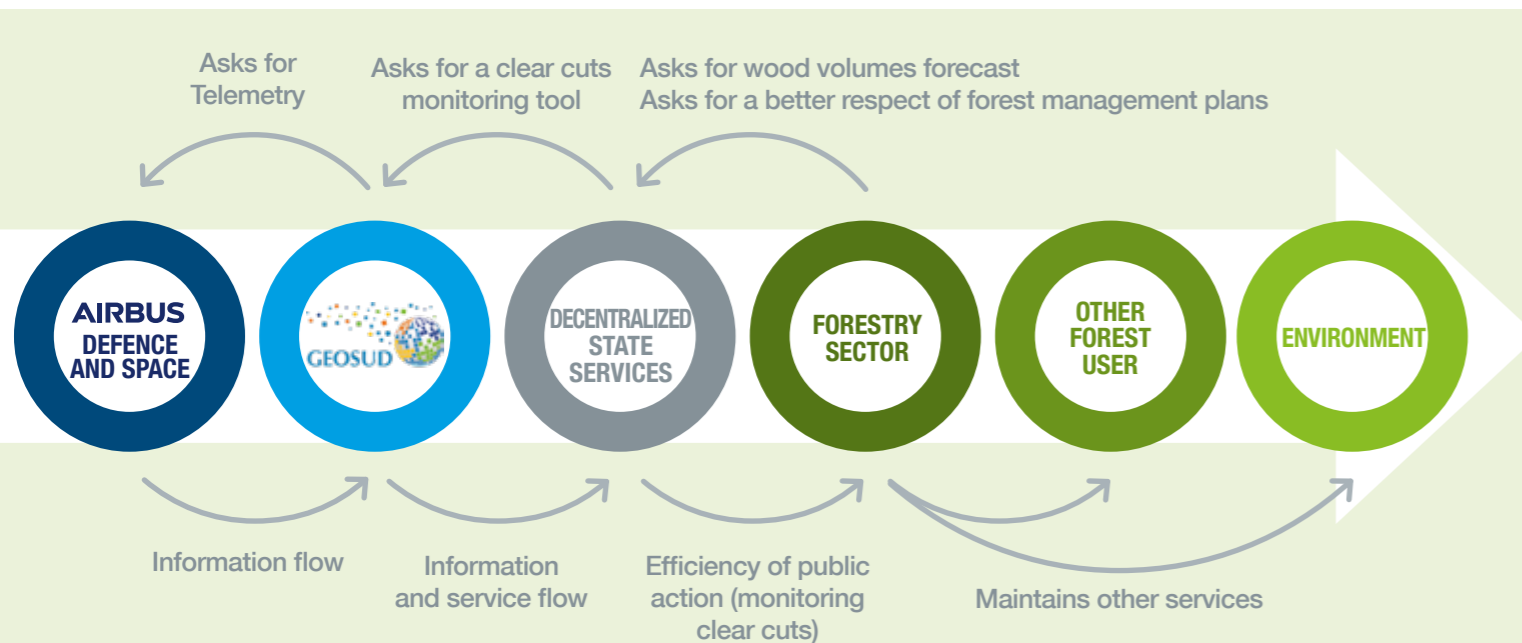 Asks for
Telemetry
Asks for a clear cuts
monitoring tool
Asks for wood volumes forecast
Asks for a better respect of forest management plans
AIRBUS
DEFENCE
AND SPACE
GEOSUD
DECENTRALIZED
STATE
SERVICES
FORESTRY
SECTOR
OTHER
FOREST
USER
ENVIRONMENT
Information flow
Information
and service flow
Efficiency of public
action (monitoring
clear cuts)
Maintains other services